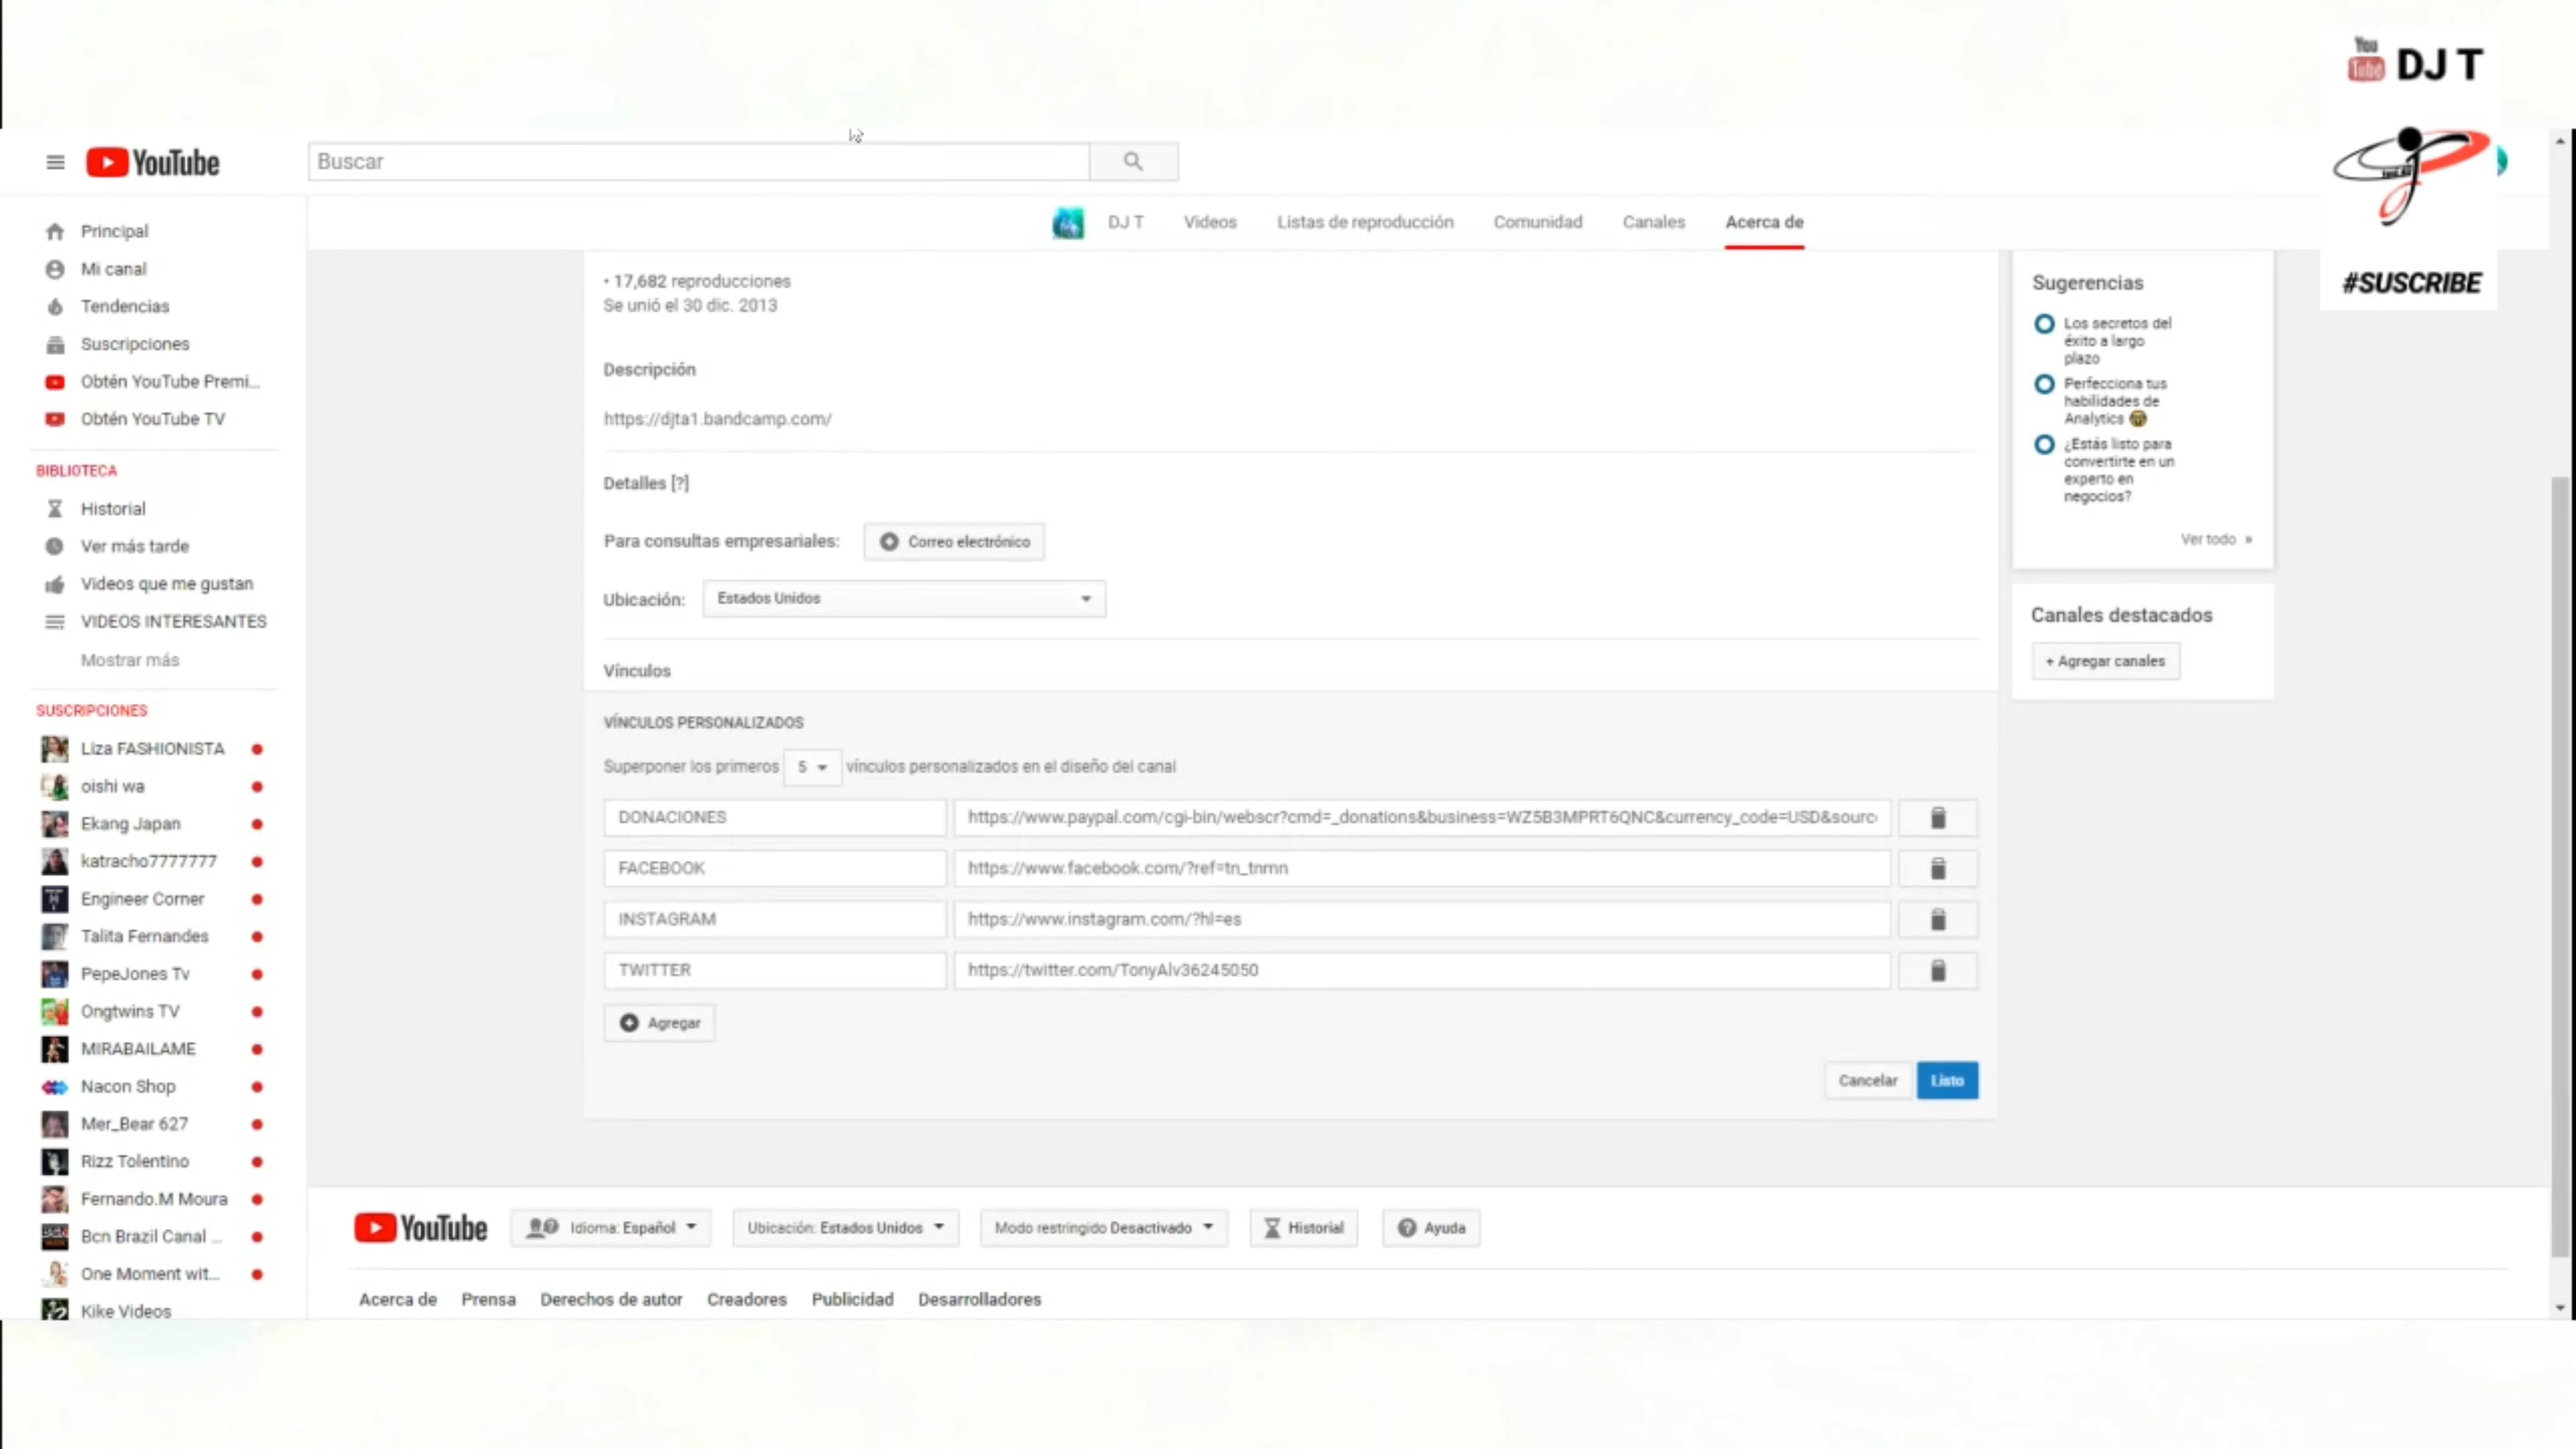 You
Tube DJ T
#SUSCRIBE
YouTube
Buscar
DJ T Videos Listas de reproducción Comunidad Canales Acerca de
Principal
Mi canal
Tendencias
Suscripciones
Obtén YouTube Premi...
Obtén YouTube TV
BIBLIOTECA
Historial
Ver más tarde
Videos que me gustan
VIDEOS INTERESANTES
Mostrar más
SUSCRIPCIONES
Liza FASHIONISTA
oishi wa
Ekang Japan
katracho7777777
Engineer Corner
Talita Fernandes
PepeJones Tv
Ongtwins TV
MIRABAILAME
Nacon Shop
Mer_Bear 627
Rizz Tolentino
Fernando.M Moura
Bcn Brazil Canal ...
One Moment wit...
Kike Videos
• 17,682 reproducciones
Se unió el 30 dic. 2013
Descripción
https://djta1.bandcamp.com/
Detalles [?]
Para consultas empresariales: Correo electrónico
Ubicación: Estados Unidos
Vínculos
VÍNCULOS PERSONALIZADOS
Superponer los primeros 5 vínculos personalizados en el diseño del canal
DONACIONES https://www.paypal.com/cgi-bin/webscr?cmd=_donations&business=WZ5B3MPRT6QNC&currency_code=USD&sourc
FACEBOOK https://www.facebook.com/?ref=tn_tnmn
INSTAGRAM https://www.instagram.com/?hl=es
TWITTER https://twitter.com/TonyAlv36245050
Agregar
Cancelar Listo
Sugerencias
Los secretos del
éxito a largo
plazo
Perfecciona tus
habilidades de
Analytics 🤓
¿Estás listo para
convertirte en un
experto en
negocios?
Ver todo »
Canales destacados
+ Agregar canales
YouTube Idioma: Español Ubicación: Estados Unidos Modo restringido Desactivado Historial Ayuda
Acerca de Prensa Derechos de autor Creadores Publicidad Desarrolladores